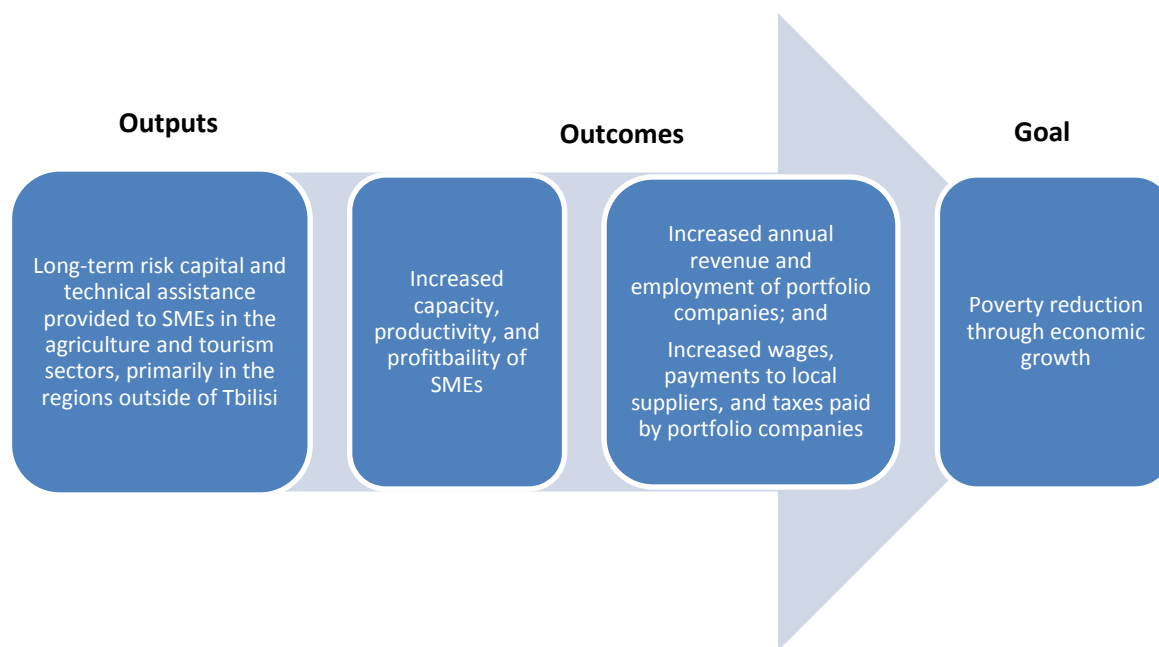 Outputs
Long-term risk capital and
technical assistance
provided to SMEs in the
agriculture and tourism
sectors, primarily in the
regions outside of Tbilisi
Outcomes
Increased
capacity,
productivity, and
profitbaility of
SMEs
Increased annual
revenue and
employment of portfolio
companies; and
Increased wages,
payments to local
suppliers, and taxes paid
by portfolio companies
Goal
Poverty reduction
through economic
growth